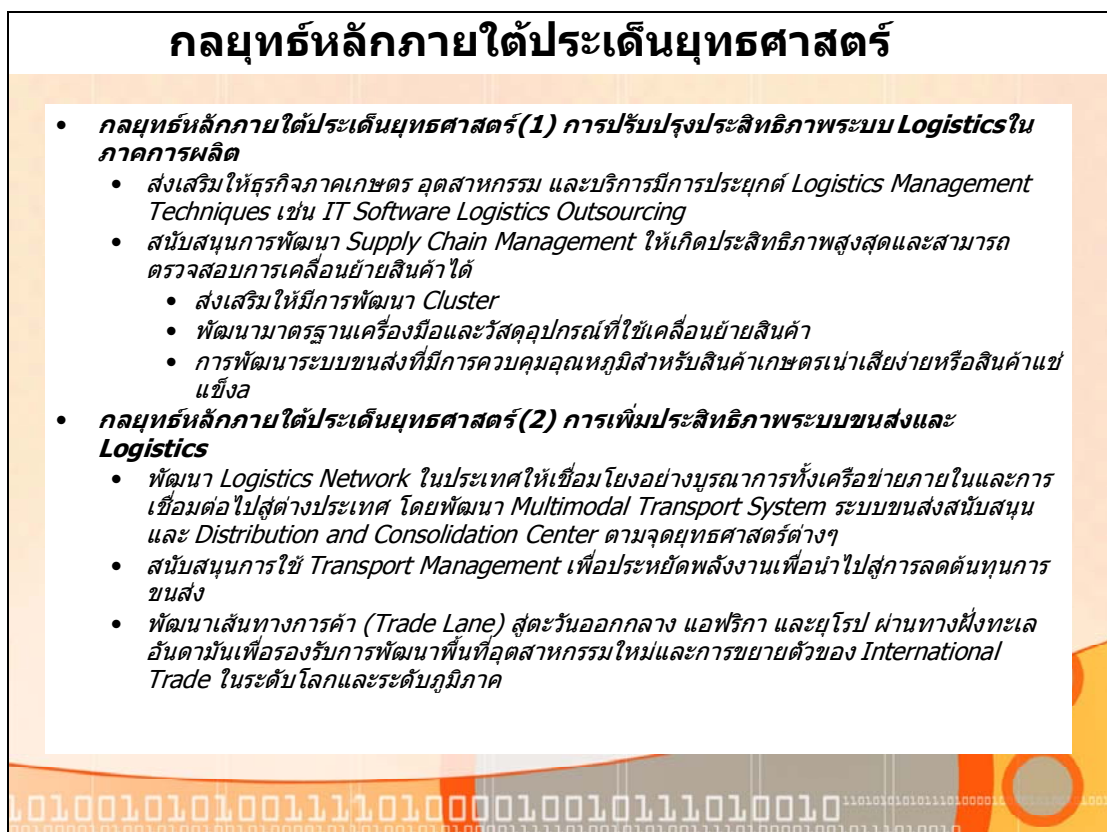 กลยุทธ์หลักภายใต้ประเด็นยุทธศาสตร์
• กลยุทธ์หลักภายใต้ประเด็นยุทธศาสตร์(1) การปรับปรุงประสิทธิภาพระบบ Logisticsใน
ภาคการผลิต
• ส่งเสริมให้ธุรกิจภาคเกษตร อุตสาหกรรม และบริการมีการประยุกต์ Logistics Management
Techniques เช่น IT Software Logistics Outsourcing
• สนับสนุนการพัฒนา Supply Chain Management ให้เกิดประสิทธิภาพสูงสุดและสามารถ
ตรวจสอบการเคลื่อนย้ายสินค้าได้
• ส่งเสริมให้มีการพัฒนา Cluster
• พัฒนามาตรฐานเครื่องมือและวัสดุอุปกรณ์ที่ใช้เคลื่อนย้ายสินค้า
• การพัฒนาระบบขนส่งที่มีการควบคุมอุณหภูมิสำหรับสินค้าเกษตรเน่าเสียง่ายหรือสินค้าแช่
แข็งa
• กลยุทธ์หลักภายใต้ประเด็นยุทธศาสตร์(2) การเพิ่มประสิทธิภาพระบบขนส่งและ
Logistics
• พัฒนา Logistics Network ในประเทศให้เชื่อมโยงอย่างบูรณาการทั้งเครือข่ายภายในและการ
เชื่อมต่อไปสู่ต่างประเทศ โดยพัฒนา Multimodal Transport System ระบบขนส่งสนับสนุน
และ Distribution and Consolidation Center ตามจุดยุทธศาสตร์ต่างๆ
• สนับสนุนการใช้ Transport Management เพื่อประหยัดพลังงานเพื่อนำไปสู่การลดต้นทุนการ
ขนส่ง
• พัฒนาเส้นทางการค้า (Trade Lane) สู่ตะวันออกกลาง แอฟริกา และยุโรป ผ่านทางฝั่งทะเล
อันดามันเพื่อรองรับการพัฒนาพื้นที่อุตสาหกรรมใหม่และการขยายตัวของ International
Trade ในระดับโลกและระดับภูมิภาค